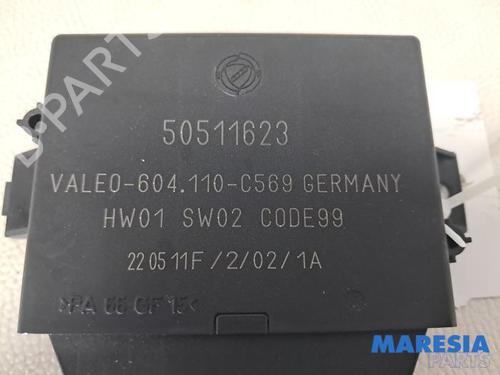 50511623
VALEO-604.110-C569 GERMANY
HW01 SW02 CODE99
220511F/2/02/1A
>PA 66 GF 15<
B-PARTS
MARESIA
PARTS